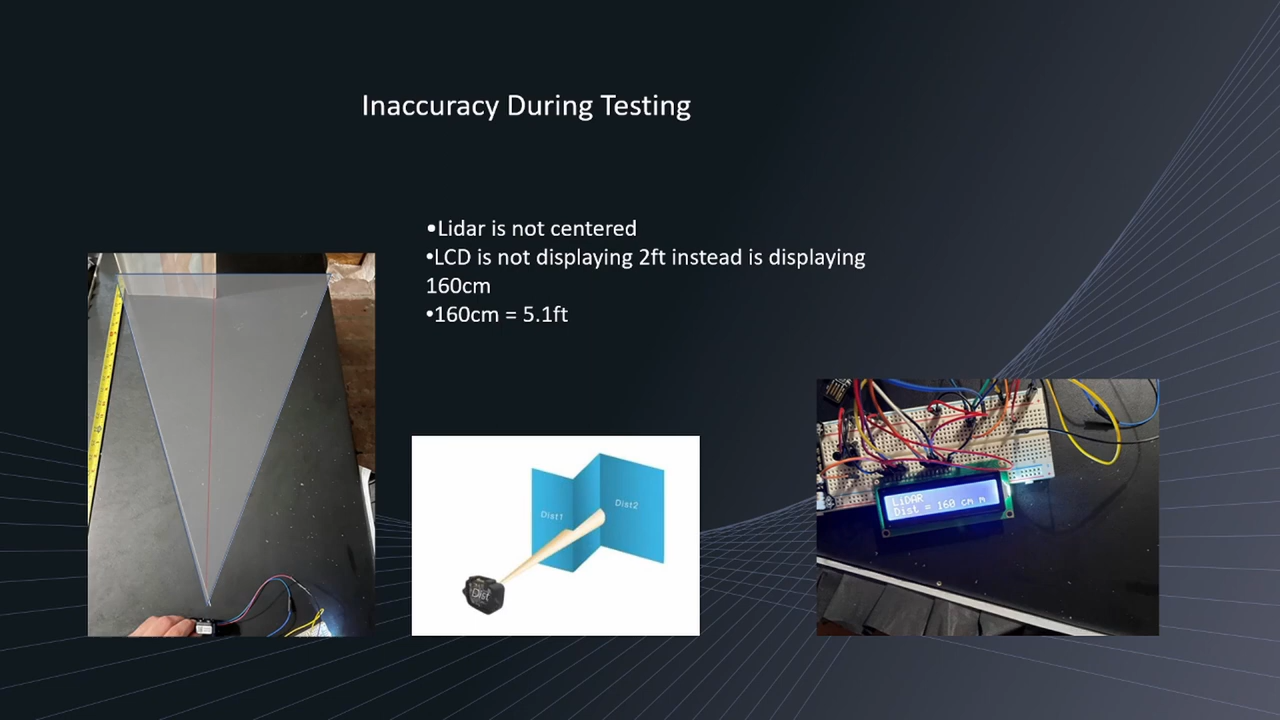 Inaccuracy During Testing
•Lidar is not centered
•LCD is not displaying 2ft instead is displaying
160cm
•160cm = 5.1ft
Dist1
Dist2
Dist
LiDAR
Dist = 160 cm m